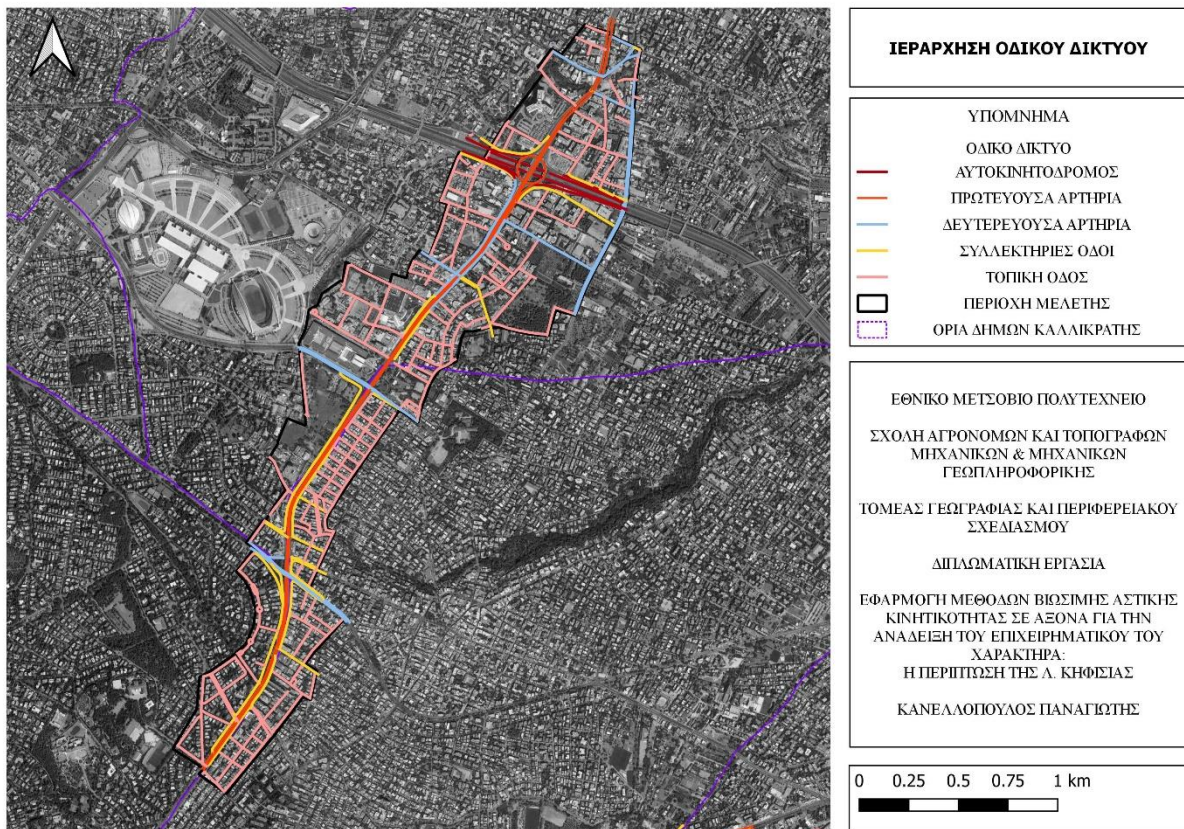 ΙΕΡΑΡΧΗΣΗ ΟΔΙΚΟΥ ΔΙΚΤΥΟΥ
ΥΠΟΜΝΗΜΑ
ΟΔΙΚΟ ΔΙΚΤΥΟ
ΑΥΤΟΚΙΝΗΤΟΔΡΟΜΟΣ
ΠΡΩΤΕΥΟΥΣΑ ΑΡΤΗΡΙΑ
ΔΕΥΤΕΡΕΥΟΥΣΑ ΑΡΤΗΡΙΑ
ΣΥΛΛΕΚΤΗΡΙΕΣ ΟΔΟΙ
ΤΟΠΙΚΗ ΟΔΟΣ
ΠΕΡΙΟΧΗ ΜΕΛΕΤΗΣ
ΟΡΙΑ ΔΗΜΩΝ ΚΑΛΛΙΚΡΑΤΗΣ
ΕΘΝΙΚΟ ΜΕΤΣΟΒΙΟ ΠΟΛΥΤΕΧΝΕΙΟ
ΣΧΟΛΗ ΑΓΡΟΝΟΜΩΝ ΚΑΙ ΤΟΠΟΓΡΑΦΩΝ
ΜΗΧΑΝΙΚΩΝ & ΜΗΧΑΝΙΚΩΝ
ΓΕΩΠΛΗΡΟΦΟΡΙΚΗΣ
ΤΟΜΕΑΣ ΓΕΩΓΡΑΦΙΑΣ ΚΑΙ ΠΕΡΙΦΕΡΕΙΑΚΟΥ
ΣΧΕΔΙΑΣΜΟΥ
ΔΙΠΛΩΜΑΤΙΚΗ ΕΡΓΑΣΙΑ
ΕΦΑΡΜΟΓΗ ΜΕΘΟΔΩΝ ΒΙΩΣΙΜΗΣ ΑΣΤΙΚΗΣ
ΚΙΝΗΤΙΚΟΤΗΤΑΣ ΣΕ ΑΞΟΝΑ ΓΙΑ ΤΗΝ
ΑΝΑΔΕΙΞΗ ΤΟΥ ΕΠΙΧΕΙΡΗΜΑΤΙΚΟΥ ΤΟΥ
ΧΑΡΑΚΤΗΡΑ:
Η ΠΕΡΙΠΤΩΣΗ ΤΗΣ Λ. ΚΗΦΙΣΙΑΣ
ΚΑΝΕΛΛΟΠΟΥΛΟΣ ΠΑΝΑΓΙΩΤΗΣ
0 0.25 0.5 0.75 1 km